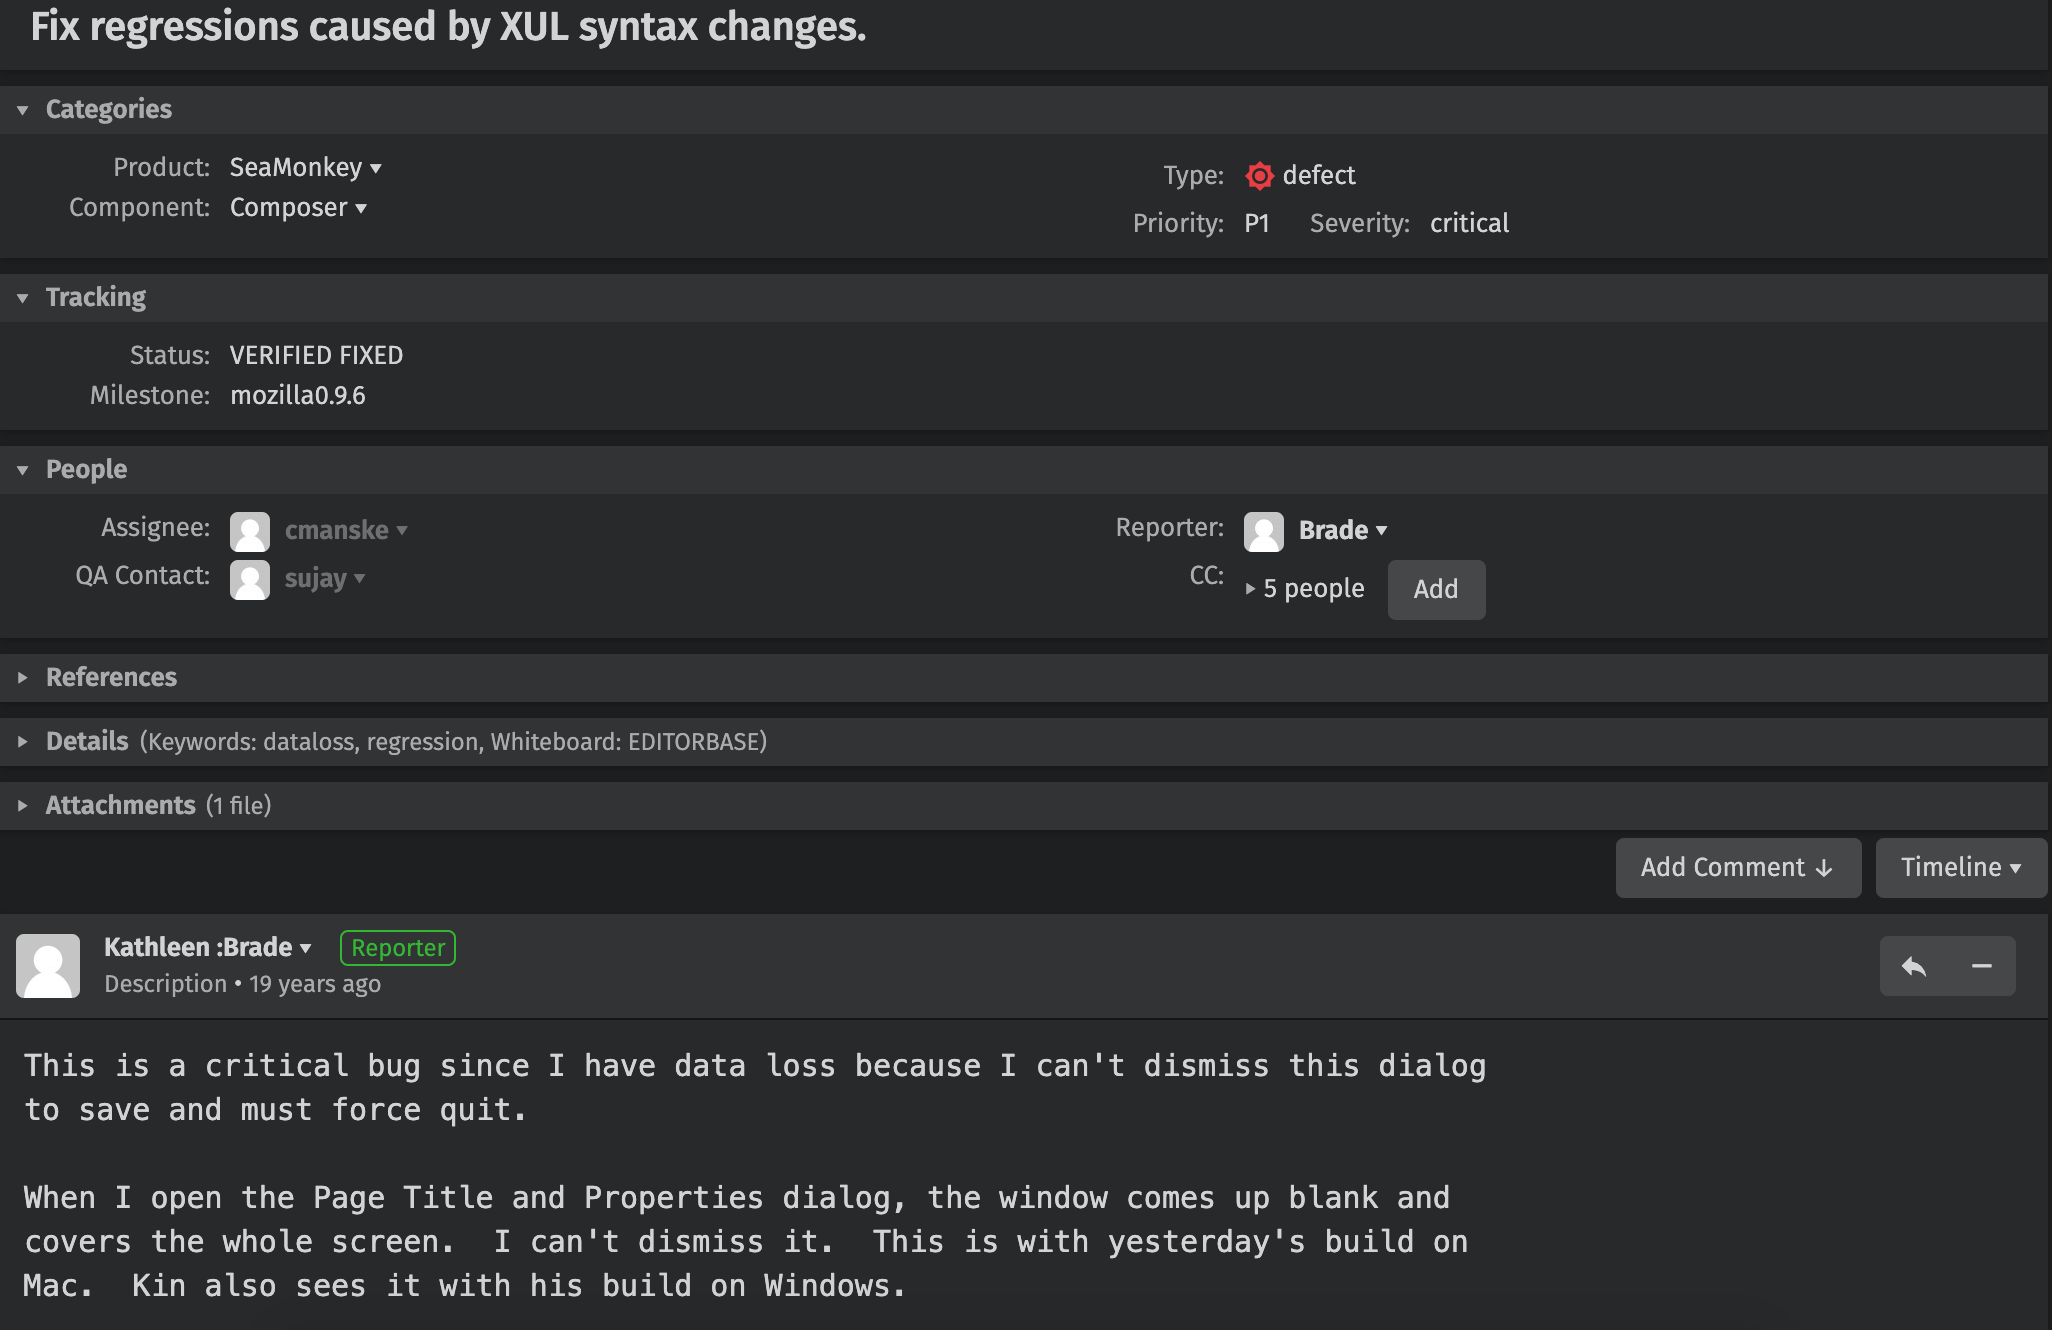 Fix regressions caused by XUL syntax changes.
Categories
Product: SeaMonkey
Component: Composer
Type: defect
Priority: P1 Severity: critical
Tracking
Status: VERIFIED FIXED
Milestone: mozilla0.9.6
People
Assignee: cmanske
QA Contact: sujay
Reporter: Brade
CC: 5 people Add
References
Details (Keywords: dataloss, regression, Whiteboard: EDITORBASE)
Attachments (1 file)
Add Comment ↓ Timeline
Kathleen :Brade Reporter
Description • 19 years ago
This is a critical bug since I have data loss because I can't dismiss this dialog
to save and must force quit.
When I open the Page Title and Properties dialog, the window comes up blank and
covers the whole screen.  I can't dismiss it.  This is with yesterday's build on
Mac.  Kin also sees it with his build on Windows.